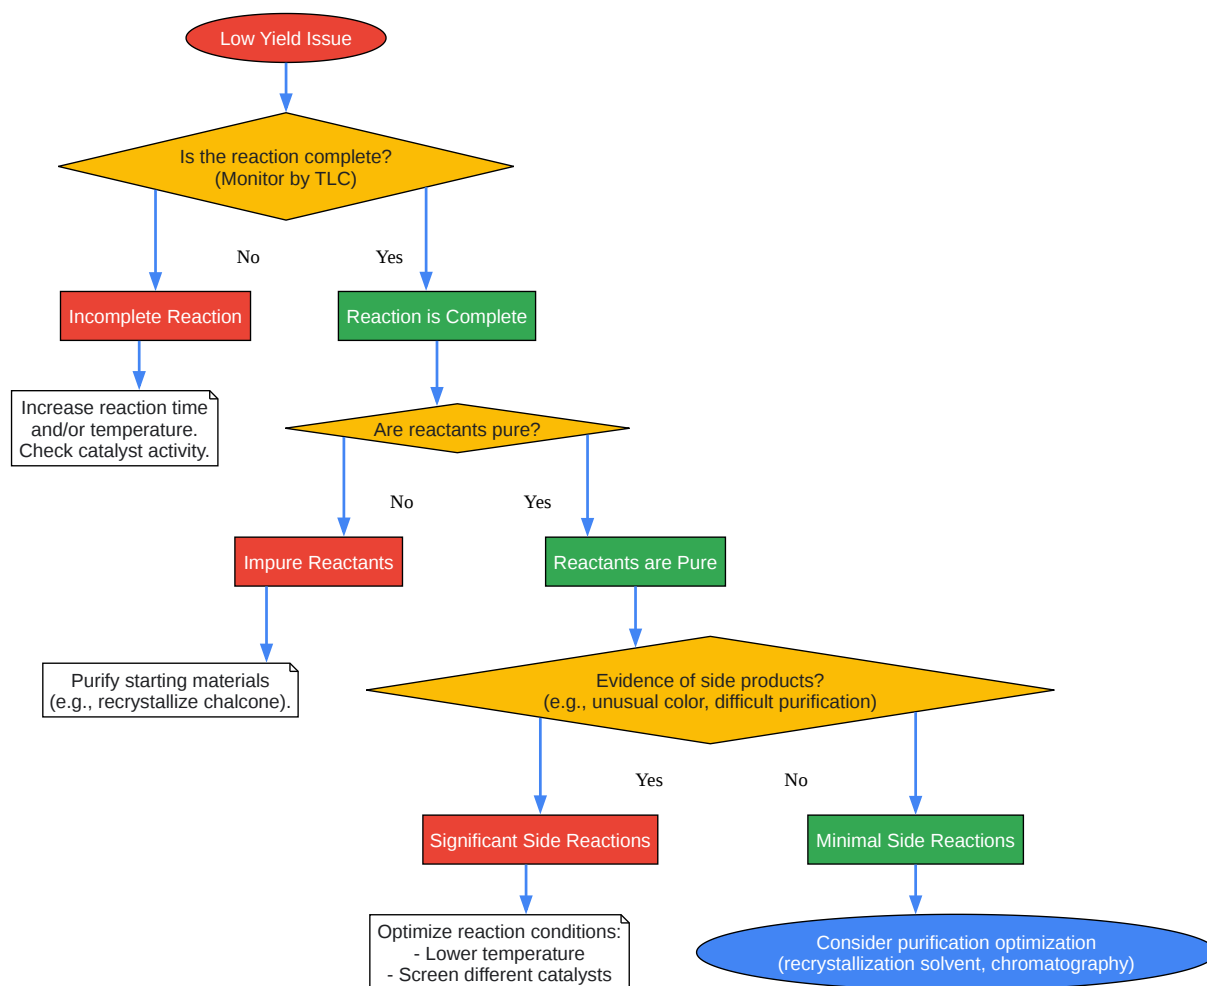 Low Yield Issue
Is the reaction complete?
(Monitor by TLC)
No
Yes
Incomplete Reaction
Reaction is Complete
Increase reaction time
and/or temperature.
Check catalyst activity.
Are reactants pure?
No
Yes
Impure Reactants
Reactants are Pure
Purify starting materials
(e.g., recrystallize chalcone).
Evidence of side products?
(e.g., unusual color, difficult purification)
Yes
No
Significant Side Reactions
Minimal Side Reactions
Optimize reaction conditions:
- Lower temperature
- Screen different catalysts
Consider purification optimization
(recrystallization solvent, chromatography)